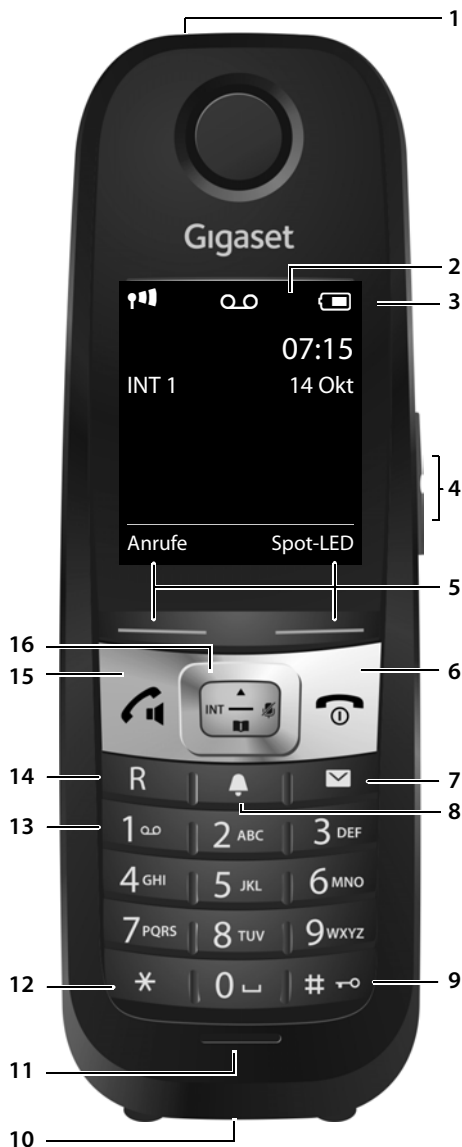 1
Gigaset
2
3
07:15
INT 1 14 Okt
4
Anrufe Spot-LED
5
16
6
15
INT
14 R 7
8
13 1 2 ABC 3 DEF
4 GHI 5 JKL 6 MNO
7 PQRS 8 TUV 9 WXYZ
12 * 0 # 9
11
10